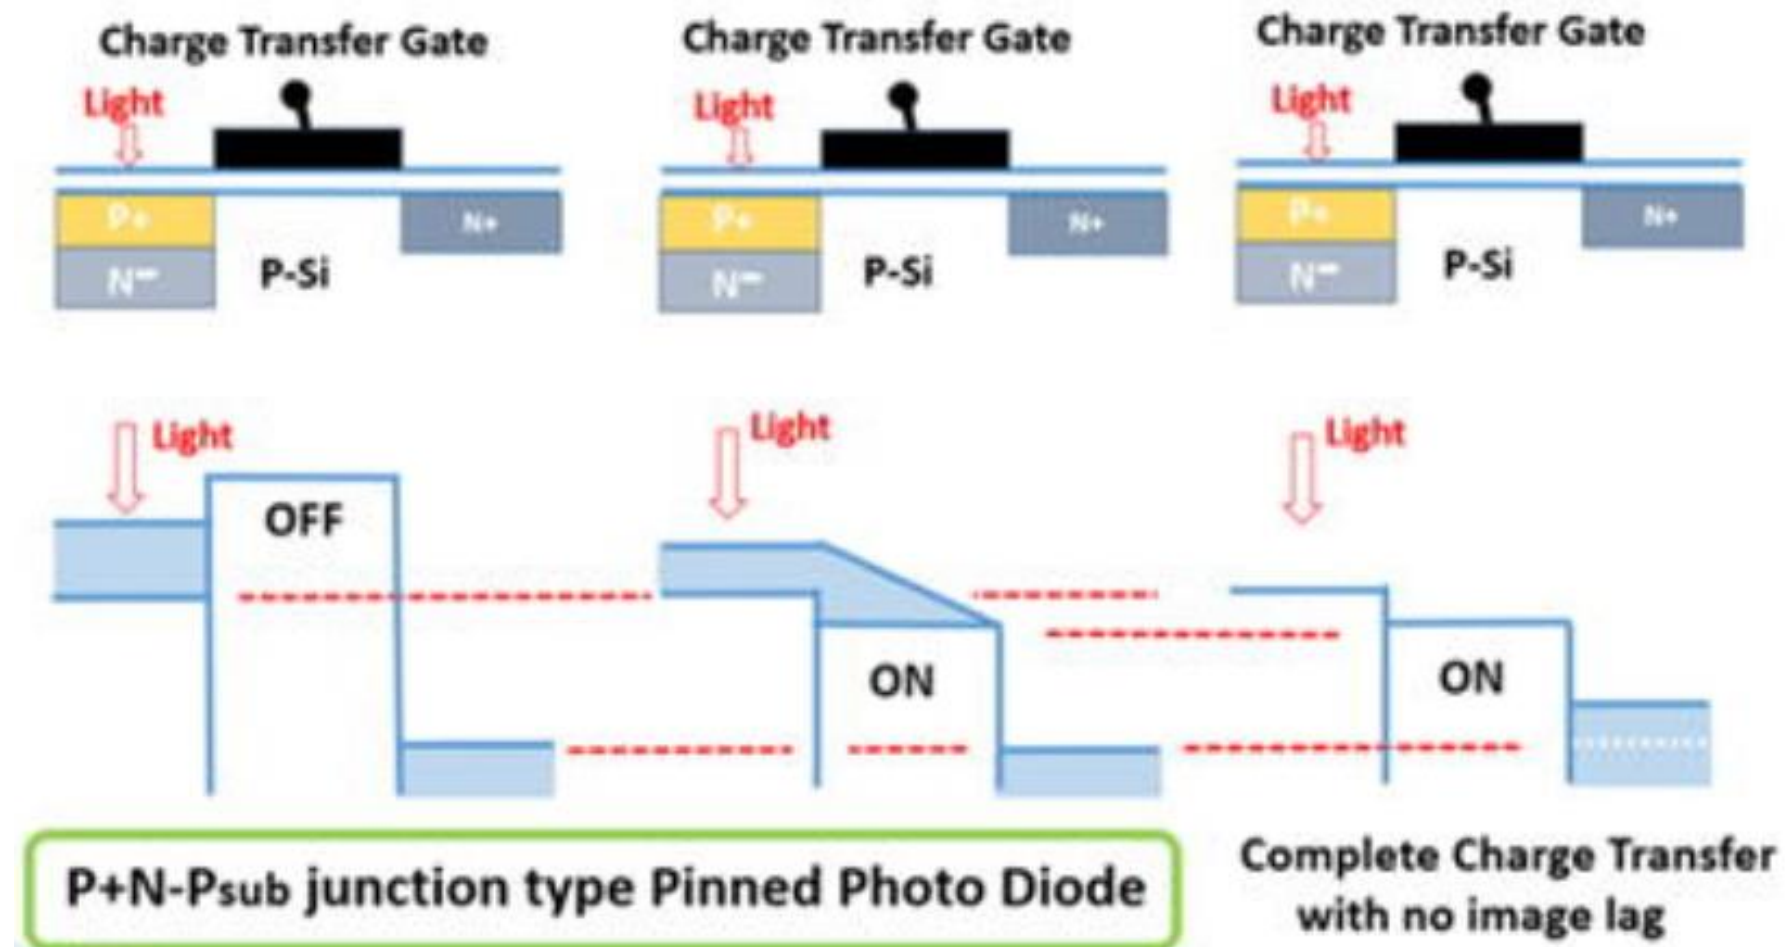 Charge Transfer Gate
Charge Transfer Gate
Charge Transfer Gate
Light
Light
Light
P+
N+
P+
N+
P+
N+
N–
P-Si
N–
P-Si
N–
P-Si
Light
Light
Light
OFF
ON
ON
P+N-Psub junction type Pinned Photo Diode
Complete Charge Transfer
with no image lag